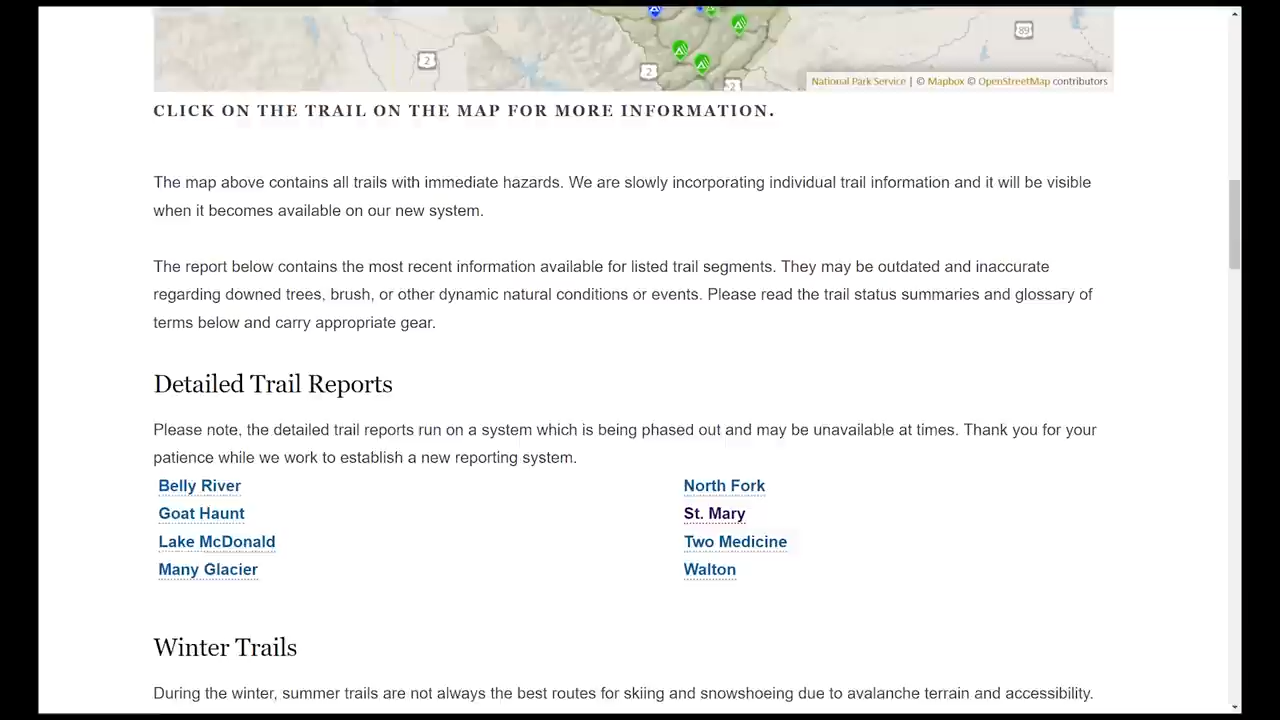 2
2
2
89
National Park Service | © Mapbox © OpenStreetMap contributors
CLICK ON THE TRAIL ON THE MAP FOR MORE INFORMATION.
The map above contains all trails with immediate hazards. We are slowly incorporating individual trail information and it will be visible
when it becomes available on our new system.
The report below contains the most recent information available for listed trail segments. They may be outdated and inaccurate
regarding downed trees, brush, or other dynamic natural conditions or events. Please read the trail status summaries and glossary of
terms below and carry appropriate gear.
Detailed Trail Reports
Please note, the detailed trail reports run on a system which is being phased out and may be unavailable at times. Thank you for your
patience while we work to establish a new reporting system.
Belly River
Goat Haunt
Lake McDonald
Many Glacier
North Fork
St. Mary
Two Medicine
Walton
Winter Trails
During the winter, summer trails are not always the best routes for skiing and snowshoeing due to avalanche terrain and accessibility.